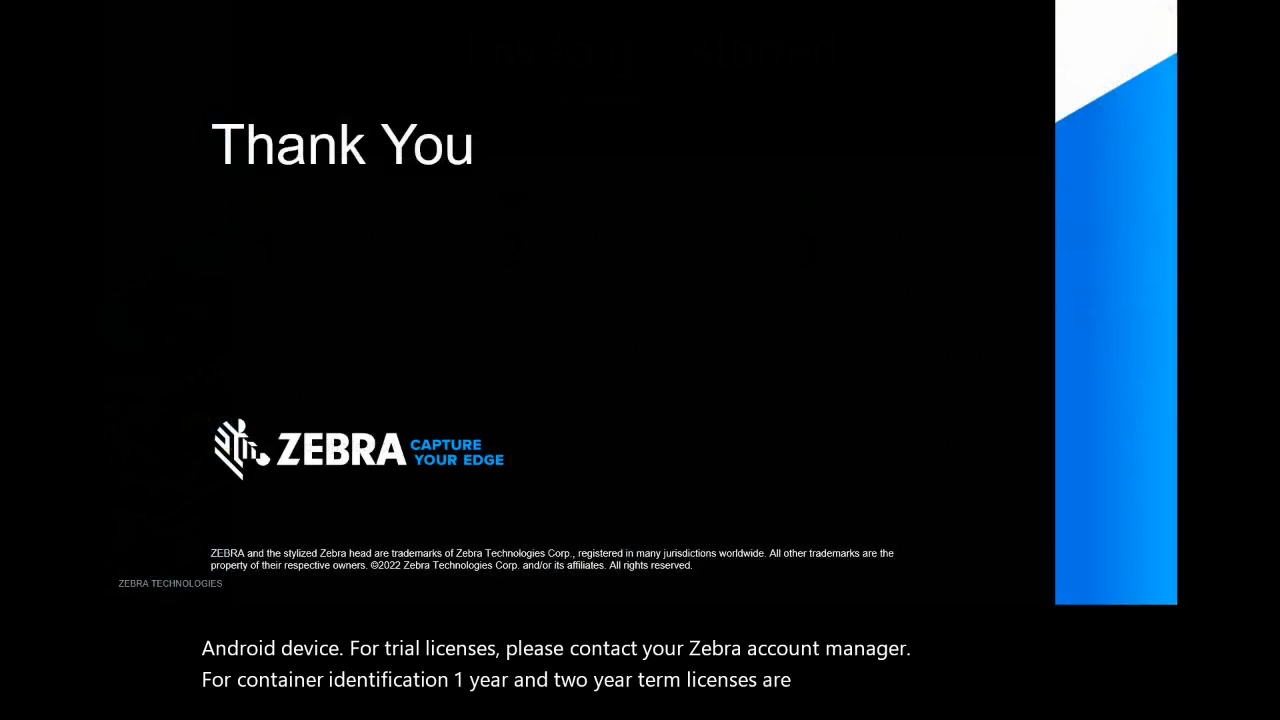 Thank You
ZEBRA CAPTURE
YOUR EDGE
ZEBRA and the stylized Zebra head are trademarks of Zebra Technologies Corp., registered in many jurisdictions worldwide. All other trademarks are the
property of their respective owners. ©2022 Zebra Technologies Corp. and/or its affiliates. All rights reserved.
ZEBRA TECHNOLOGIES
Android device. For trial licenses, please contact your Zebra account manager.
For container identification 1 year and two year term licenses are